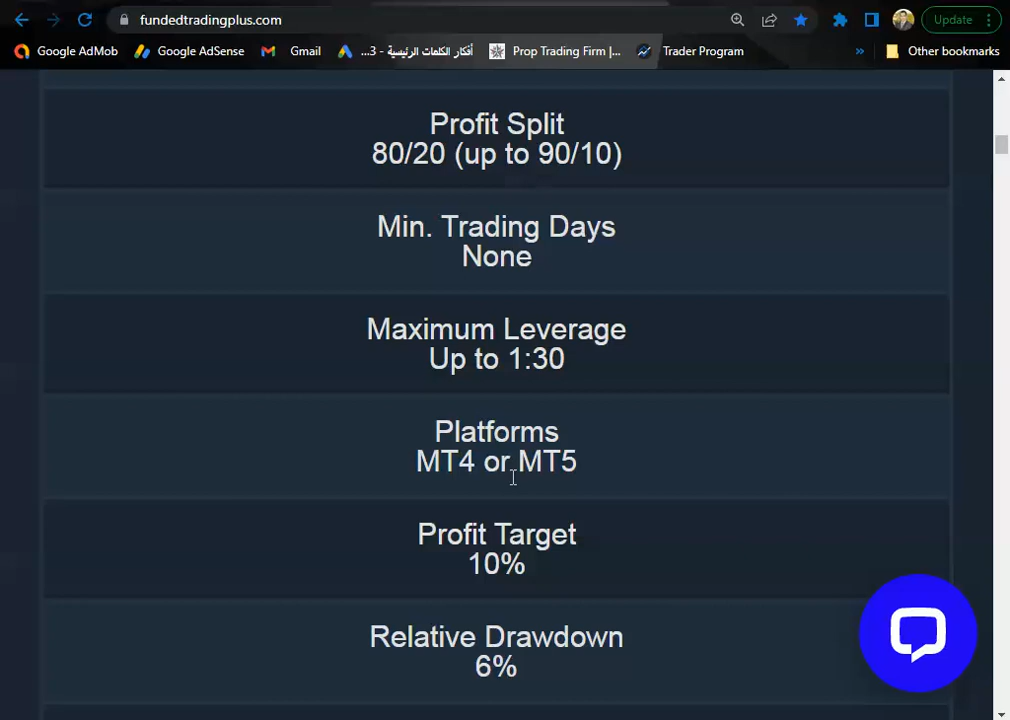 fundedtradingplus.com
Update
Google AdMob
Google AdSense
Gmail
أفكار الكلمات الرئيسية - 3...
Prop Trading Firm |...
Trader Program
»
Other bookmarks
Profit Split
80/20 (up to 90/10)
Min. Trading Days
None
Maximum Leverage
Up to 1:30
Platforms
MT4 or MT5
Profit Target
10%
Relative Drawdown
6%